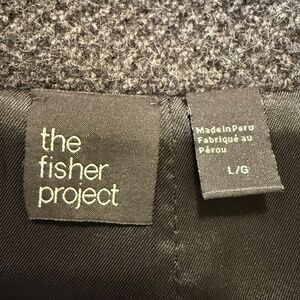 the
fisher
project
Made in Peru
Fabriqué au
Pérou
L/G